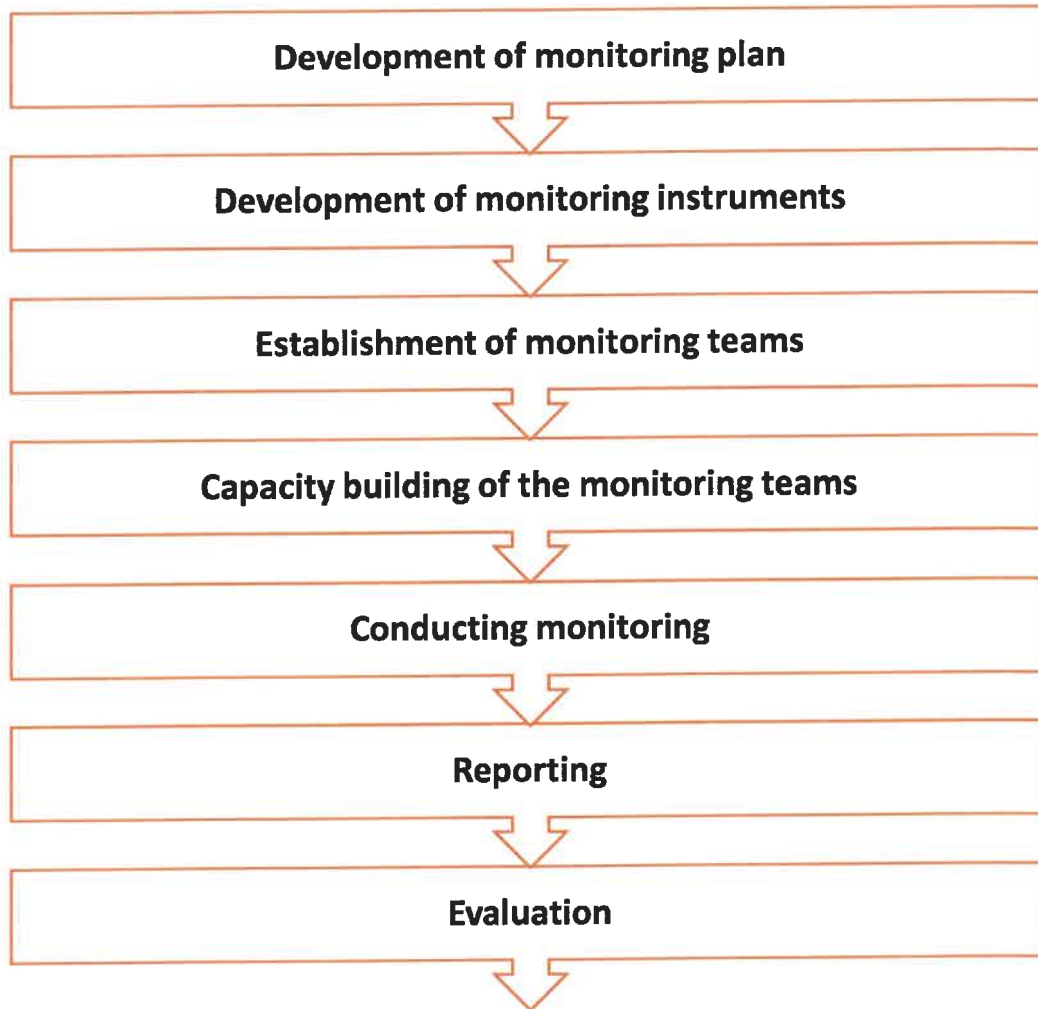 Development of monitoring plan
Development of monitoring instruments
Establishment of monitoring teams
Capacity building of the monitoring teams
Conducting monitoring
Reporting
Evaluation